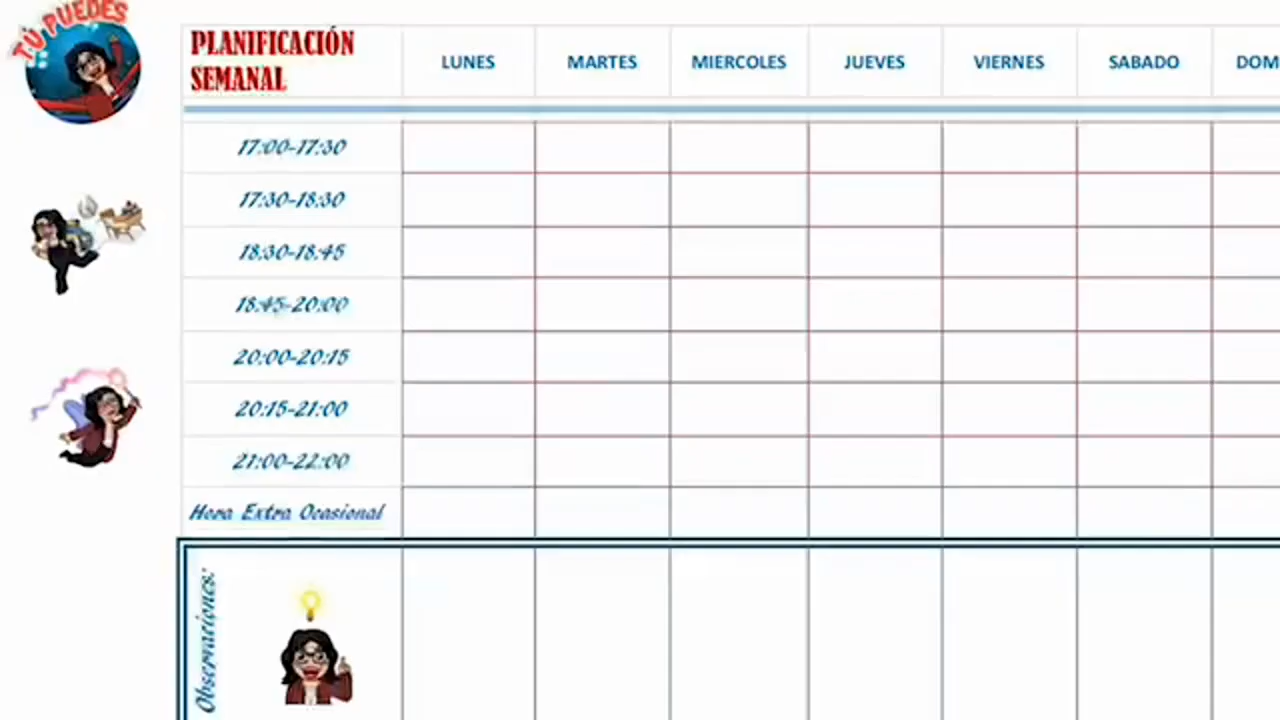 TÚ PUEDES
PLANIFICACIÓN
SEMANAL
LUNES MARTES MIERCOLES JUEVES VIERNES SABADO DOM
17:00-17:30
17:30-18:30
18:30-18:45
18:45-20:00
20:00-20:15
20:15-21:00
21:00-22:00
Hora Extra Ocasional
Observaciones: